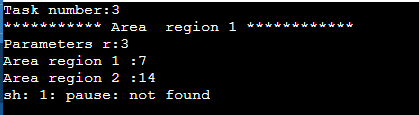 Task number:3
*********** Area  region 1 ************
Parameters r:3
Area region 1 :7
Area region 2 :14
sh: 1: pause: not found